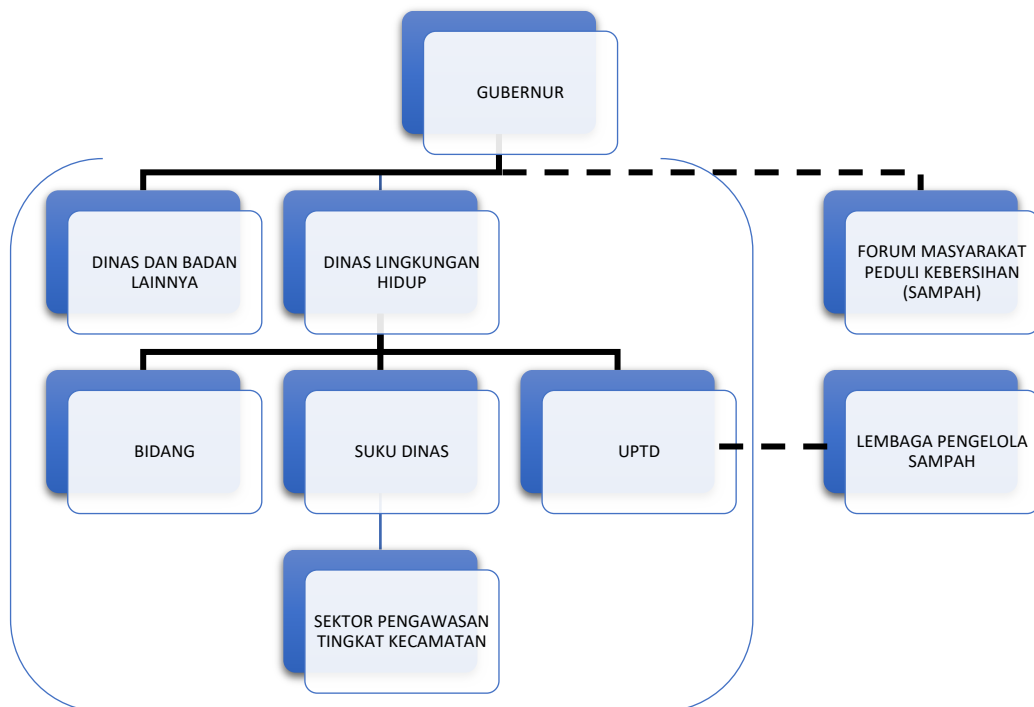 GUBERNUR
DINAS DAN BADAN
LAINNYA
DINAS LINGKUNGAN
HIDUP
FORUM MASYARAKAT
PEDULI KEBERSIHAN
(SAMPAH)
BIDANG
SUKU DINAS
UPTD
LEMBAGA PENGELOLA
SAMPAH
SEKTOR PENGAWASAN
TINGKAT KECAMATAN